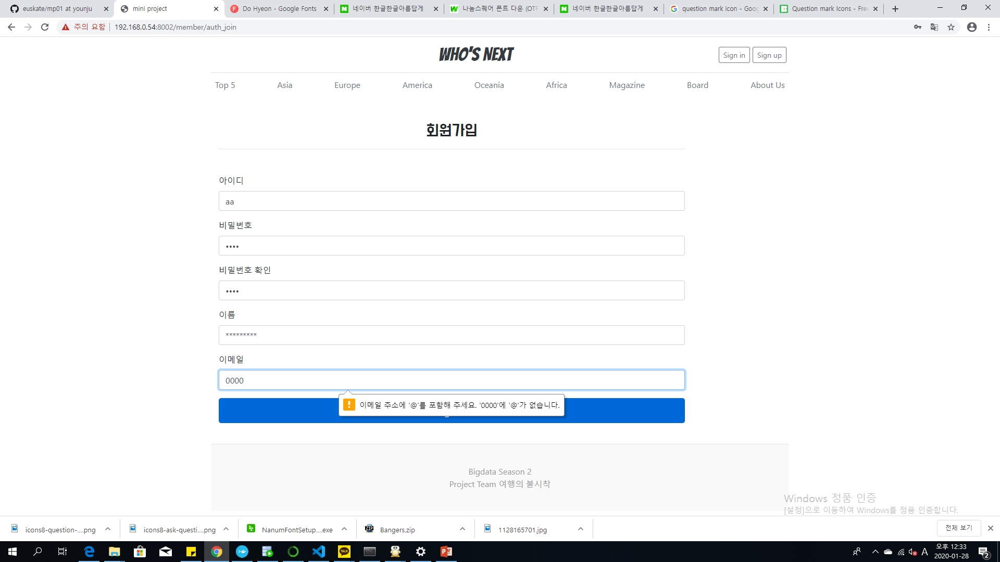 euskate/mp01 at younju
mini project
Do Hyeon - Google Fonts
네이버 한글한글아름답게
나눔스퀘어 폰트 다운 (OTF
네이버 한글한글아름답게
question mark icon - Goog
Question mark Icons - Free
주의 요함
192.168.0.54:8002/member/auth_join
WHO'S NEXT
Sign in
Sign up
Top 5
Asia
Europe
America
Oceania
Africa
Magazine
Board
About Us
회원가입
아이디
aa
비밀번호
••••
비밀번호 확인
••••
이름
*********
이메일
0000
이메일 주소에 '@'를 포함해 주세요. '0000'에 '@'가 없습니다.
Bigdata Season 2
Project Team 여행의 불시착
Windows 정품 인증
[설정]으로 이동하여 Windows를 정품 인증합니다.
icons8-question-....png
icons8-ask-questi....png
NanumFontSetup....exe
Bangers.zip
1128165701.jpg
전체 보기
TALK
A
오후 12:33
2020-01-28
2